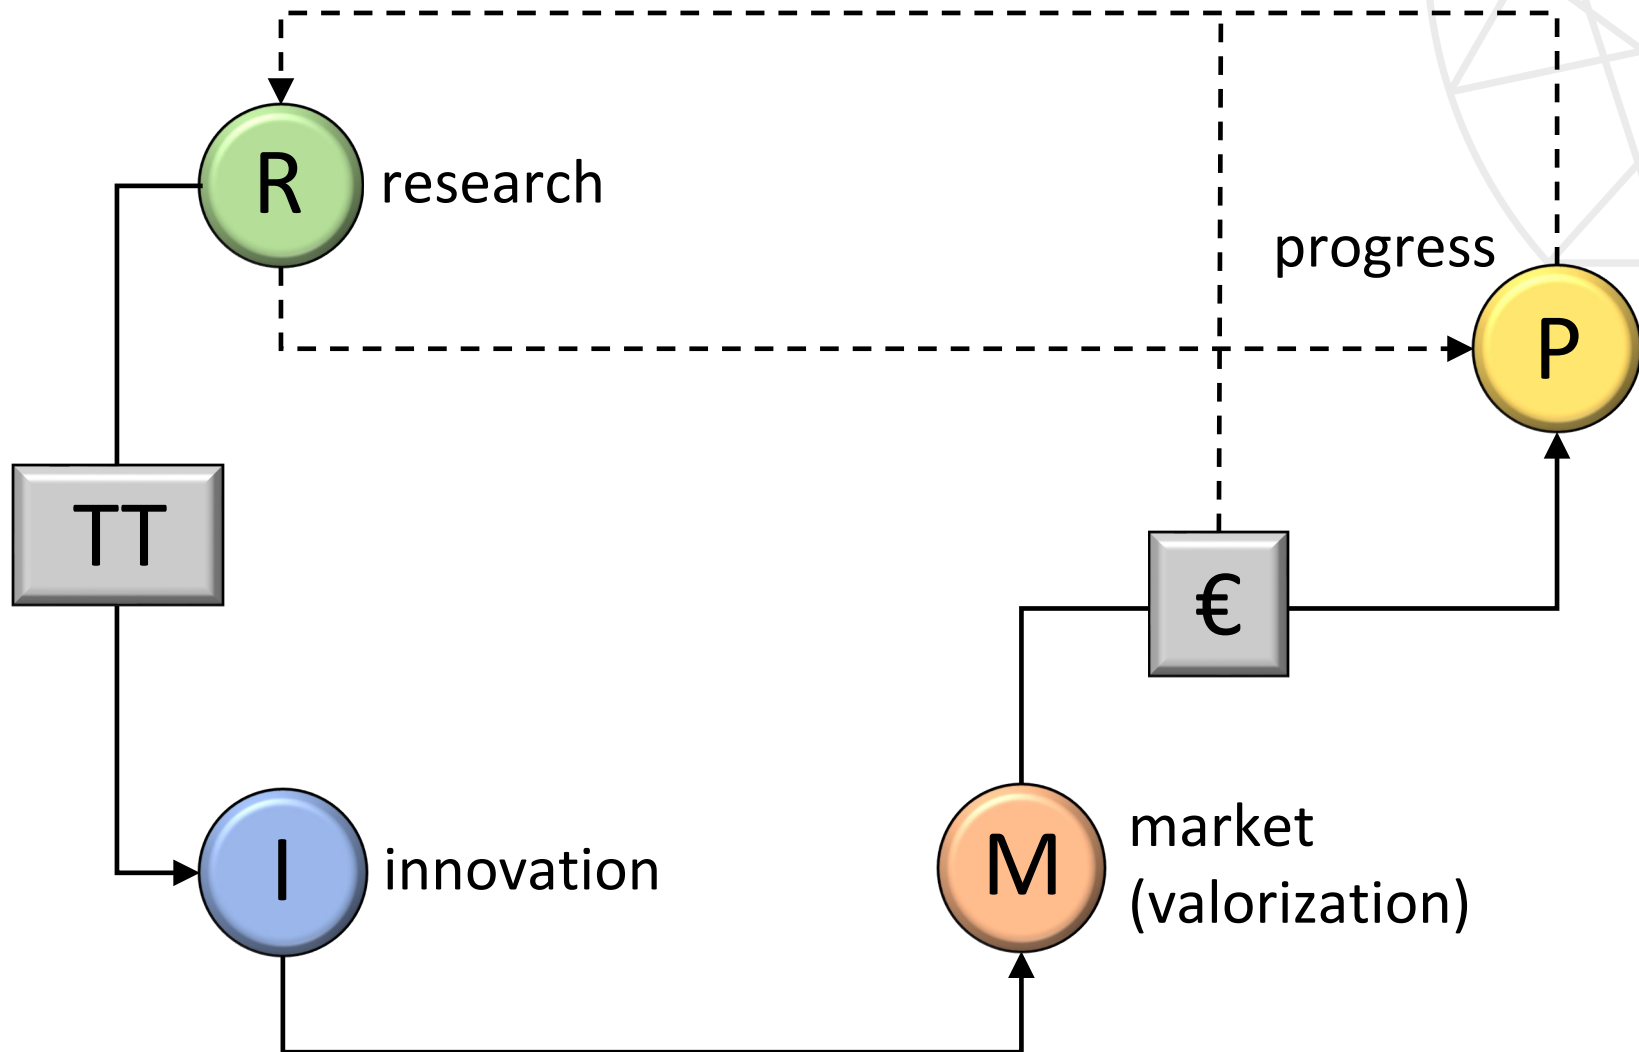 R
research
progress
P
TT
€
I
innovation
M
market
(valorization)